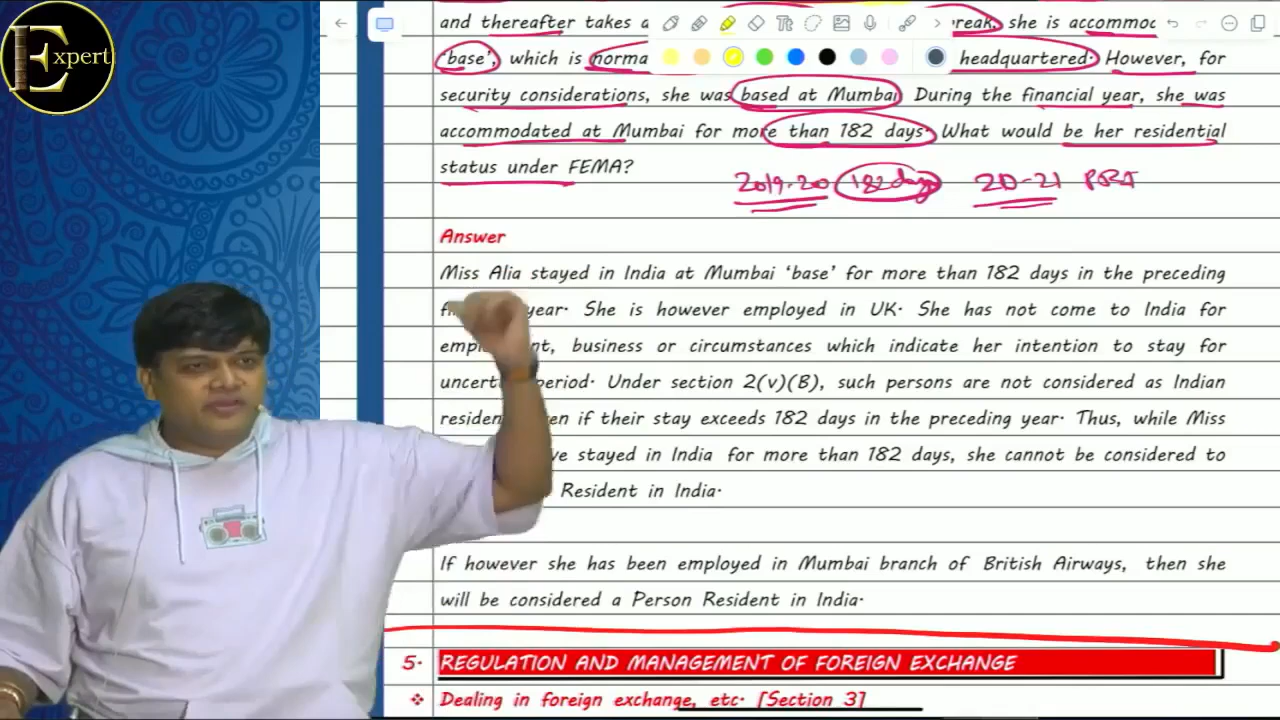 Expert
and thereafter takes a break, she is accommoc
'base', which is norma headquartered. However, for
security considerations, she was based at Mumbai. During the financial year, she was
accommodated at Mumbai for more than 182 days. What would be her residential
status under FEMA?
2019-20 182 days 20-21
Answer
Miss Alia stayed in India at Mumbai 'base' for more than 182 days in the preceding
year. She is however employed in UK. She has not come to India for
business or circumstances which indicate her intention to stay for
period. Under section 2(v)(B), such persons are not considered as Indian
if their stay exceeds 182 days in the preceding year. Thus, while Miss
stayed in India for more than 182 days, she cannot be considered to
Resident in India.
If however she has been employed in Mumbai branch of British Airways, then she
will be considered a Person Resident in India.
5. REGULATION AND MANAGEMENT OF FOREIGN EXCHANGE
❖ Dealing in foreign exchange, etc. [Section 3]